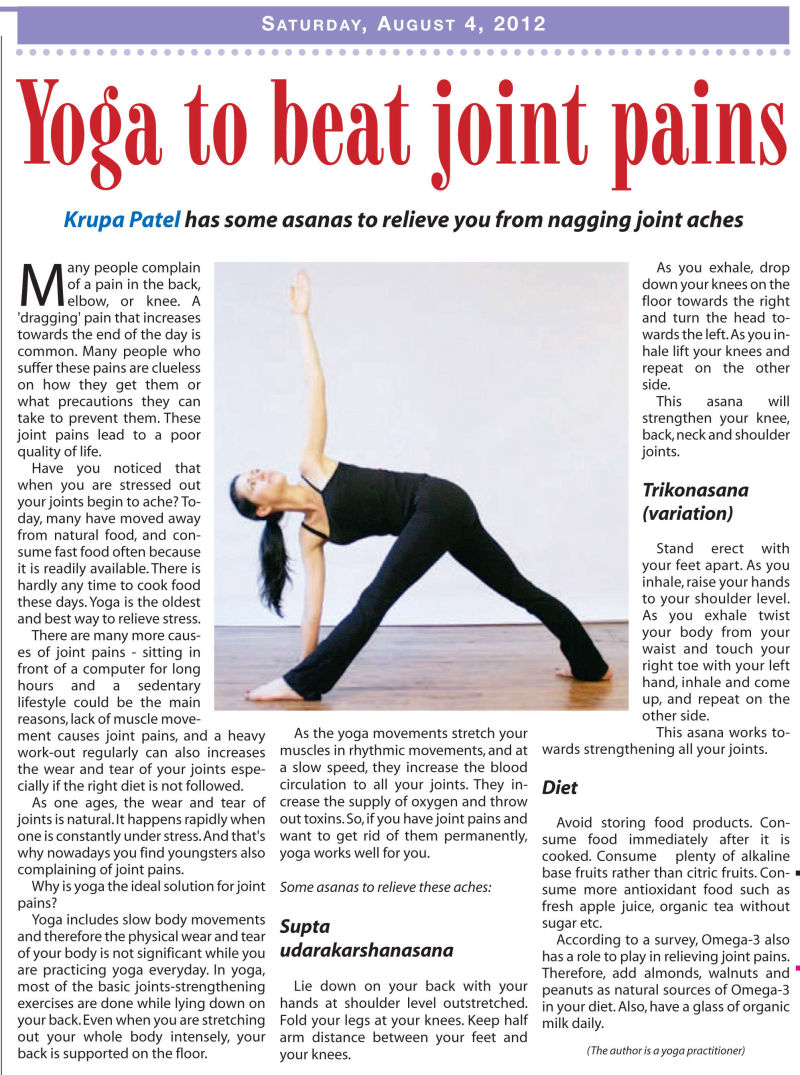 SATURDAY, AUGUST 4, 2012
Yoga to beat joint pains
Krupa Patel has some asanas to relieve you from nagging joint aches
Many people complain
of a pain in the back,
elbow, or knee. A
'dragging' pain that increases
towards the end of the day is
common. Many people who
suffer these pains are clueless
on how they get them or
what precautions they can
take to prevent them. These
joint pains lead to a poor
quality of life.
Have you noticed that
when you are stressed out
your joints begin to ache? To-
day, many have moved away
from natural food, and con-
sume fast food often because
it is readily available. There is
hardly any time to cook food
these days. Yoga is the oldest
and best way to relieve stress.
There are many more caus-
es of joint pains - sitting in
front of a computer for long
hours and a sedentary
lifestyle could be the main
reasons, lack of muscle move-
ment causes joint pains, and a heavy
work-out regularly can also increases
the wear and tear of your joints espe-
cially if the right diet is not followed.
As one ages, the wear and tear of
joints is natural. It happens rapidly when
one is constantly under stress. And that's
why nowadays you find youngsters also
complaining of joint pains.
Why is yoga the ideal solution for joint
pains?
Yoga includes slow body movements
and therefore the physical wear and tear
of your body is not significant while you
are practicing yoga everyday. In yoga,
most of the basic joints-strengthening
exercises are done while lying down on
your back. Even when you are stretching
out your whole body intensely, your
back is supported on the floor.
As the yoga movements stretch your
muscles in rhythmic movements, and at
a slow speed, they increase the blood
circulation to all your joints. They in-
crease the supply of oxygen and throw
out toxins. So, if you have joint pains and
want to get rid of them permanently,
yoga works well for you.
Some asanas to relieve these aches:
Supta
udarakarshanasana
Lie down on your back with your
hands at shoulder level outstretched.
Fold your legs at your knees. Keep half
arm distance between your feet and
your knees.
As you exhale, drop
down your knees on the
floor towards the right
and turn the head to-
wards the left. As you in-
hale lift your knees and
repeat on the other
side.
This asana will
strengthen your knee,
back, neck and shoulder
joints.
Trikonasana
(variation)
Stand erect with
your feet apart. As you
inhale, raise your hands
to your shoulder level.
As you exhale twist
your body from your
waist and touch your
right toe with your left
hand, inhale and come
up, and repeat on the
other side.
This asana works to-
wards strengthening all your joints.
Diet
Avoid storing food products. Con-
sume food immediately after it is
cooked. Consume plenty of alkaline
base fruits rather than citric fruits. Con-
sume more antioxidant food such as
fresh apple juice, organic tea without
sugar etc.
According to a survey, Omega-3 also
has a role to play in relieving joint pains.
Therefore, add almonds, walnuts and
peanuts as natural sources of Omega-3
in your diet. Also, have a glass of organic
milk daily.
(The author is a yoga practitioner)